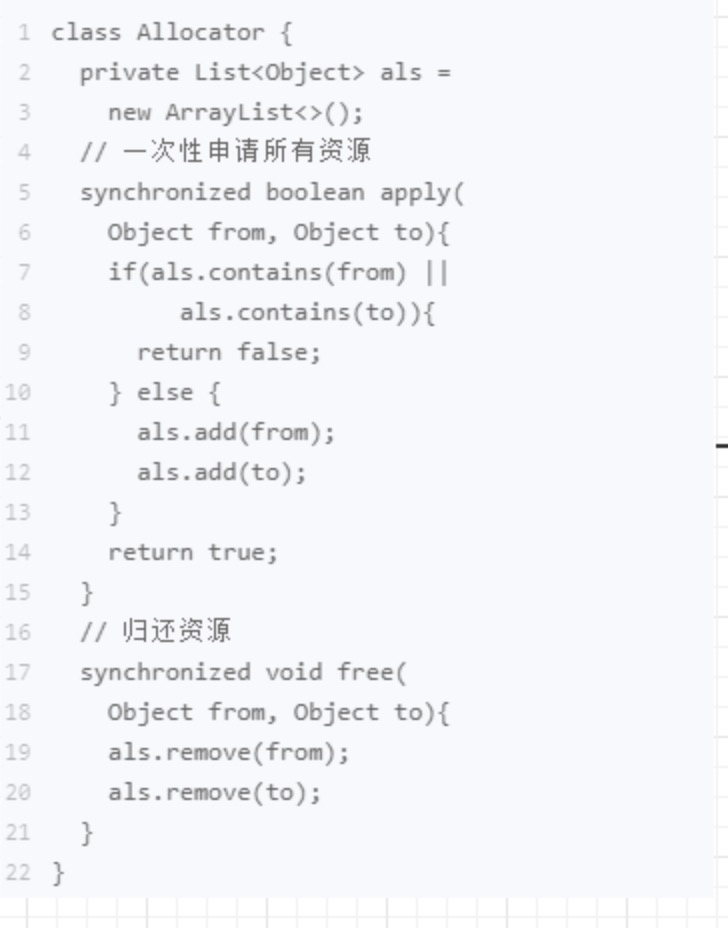 1 class Allocator {
2   private List<Object> als =
3     new ArrayList<>();
4   // 一次性申请所有资源
5   synchronized boolean apply(
6     Object from, Object to){
7     if(als.contains(from) ||
8          als.contains(to)){
9       return false;
10     } else {
11       als.add(from);
12       als.add(to);
13     }
14     return true;
15   }
16   // 归还资源
17   synchronized void free(
18     Object from, Object to){
19     als.remove(from);
20     als.remove(to);
21   }
22 }